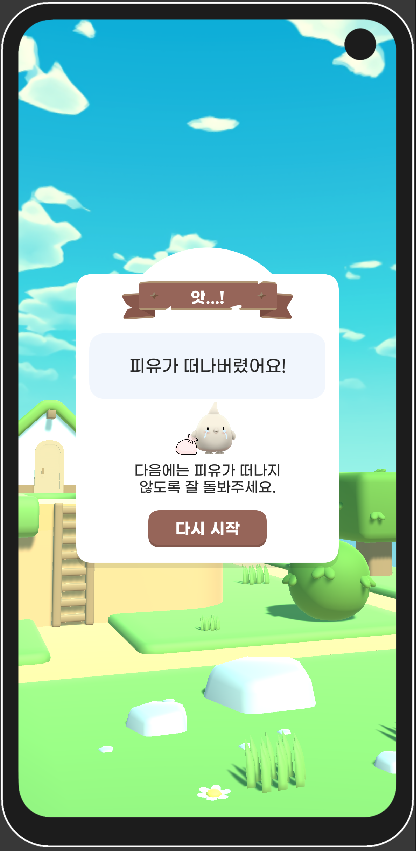 앗...!
피유가 떠나버렸어요!
다음에는 피유가 떠나지
않도록 잘 돌봐주세요.
다시 시작